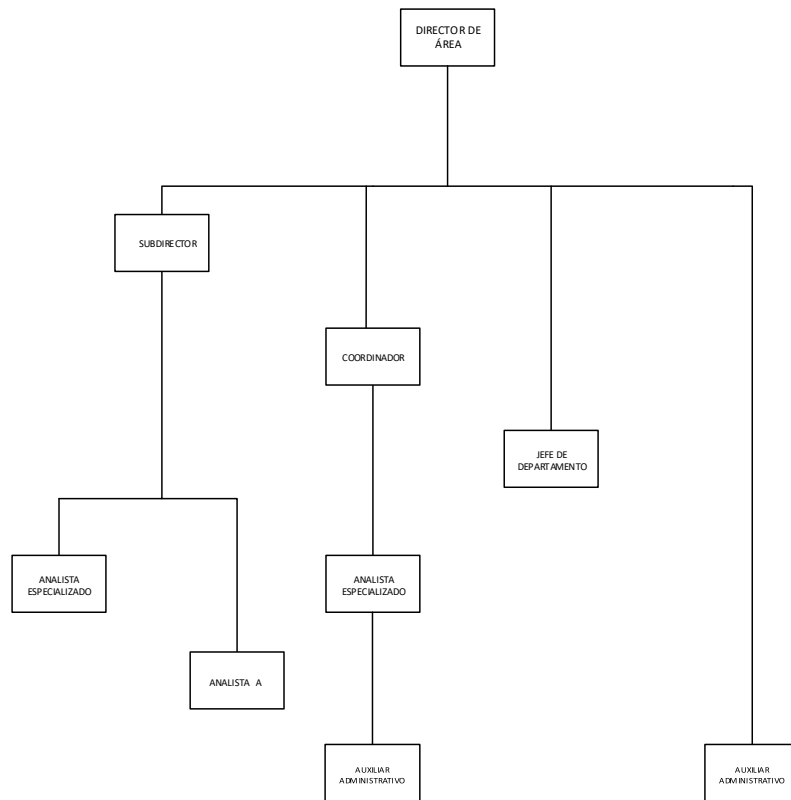 DIRECTOR DE
ÁREA
SUBDIRECTOR
COORDINADOR
JEFE DE
DEPARTAMENTO
ANALISTA
ESPECIALIZADO
ANALISTA
ESPECIALIZADO
ANALISTA A
AUXILIAR
ADMINISTRATIVO
AUXILIAR
ADMINISTRATIVO